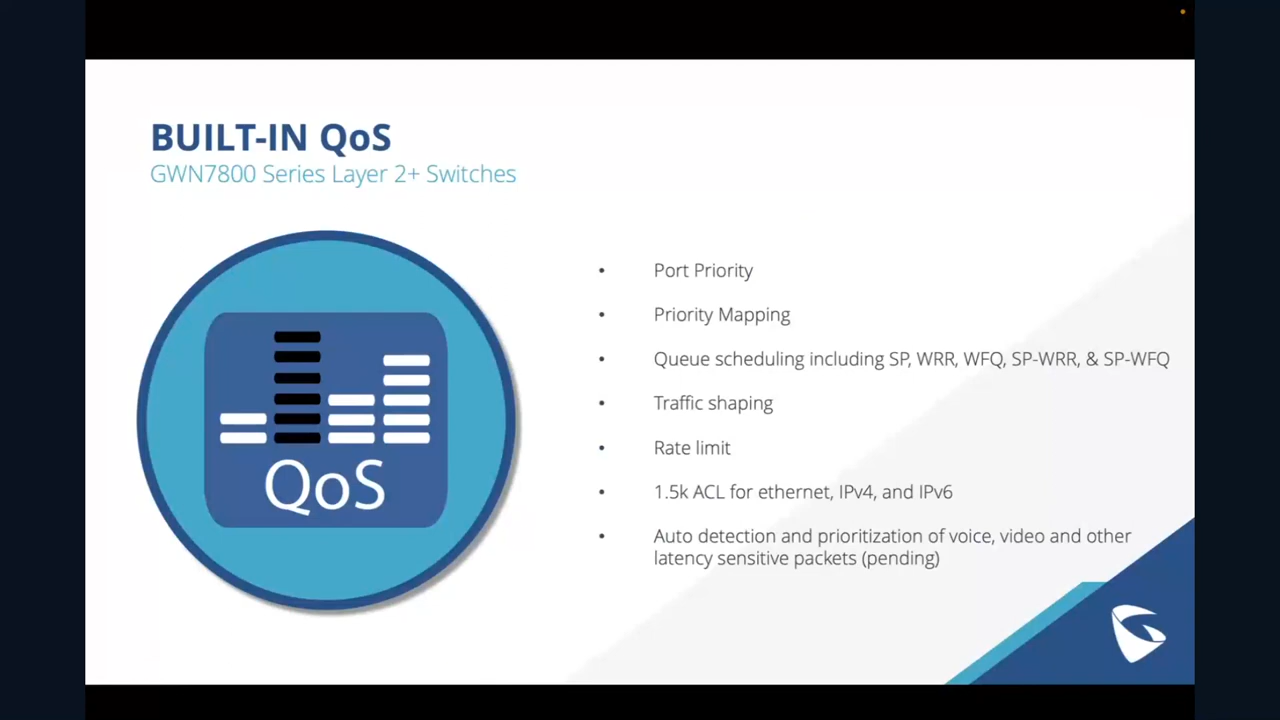 BUILT-IN QoS
GWN7800 Series Layer 2+ Switches
QoS
• Port Priority
• Priority Mapping
• Queue scheduling including SP, WRR, WFQ, SP-WRR, & SP-WFQ
• Traffic shaping
• Rate limit
• 1.5k ACL for ethernet, IPv4, and IPv6
• Auto detection and prioritization of voice, video and other
latency sensitive packets (pending)